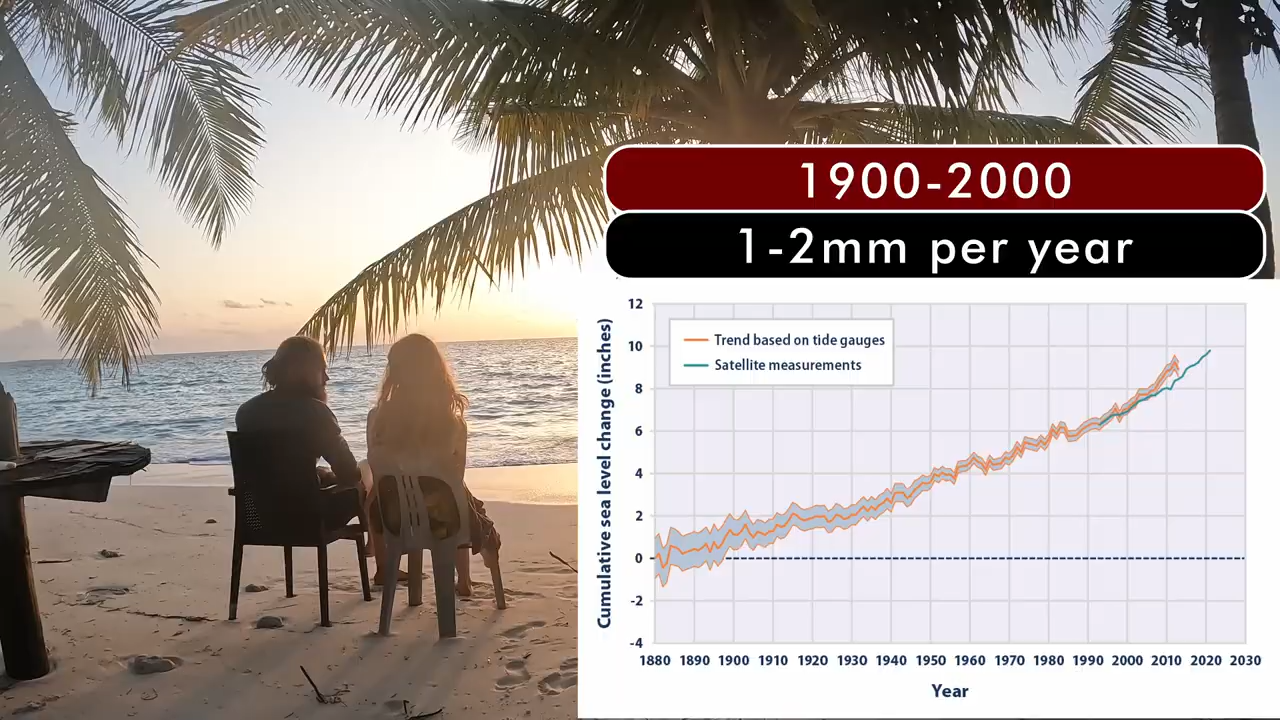 1900-2000
1-2mm per year
Cumulative sea level change (inches)
12
10
8
6
4
2
0
-2
-4
Trend based on tide gauges
Satellite measurements
1880 1890 1900 1910 1920 1930 1940 1950 1960 1970 1980 1990 2000 2010 2020 2030
Year